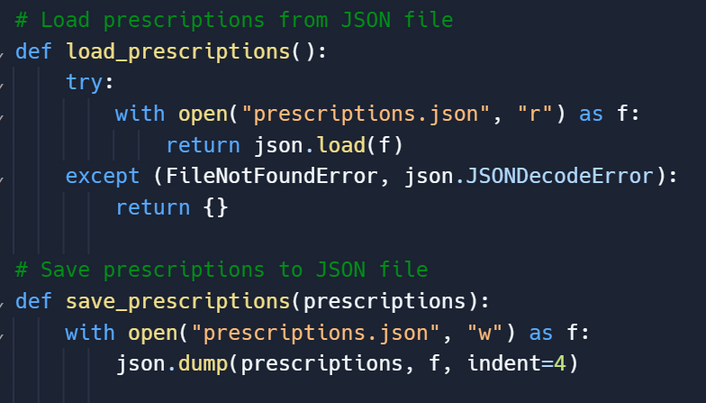 # Load prescriptions from JSON file
def load_prescriptions():
    try:
        with open("prescriptions.json", "r") as f:
            return json.load(f)
    except (FileNotFoundError, json.JSONDecodeError):
        return {}

# Save prescriptions to JSON file
def save_prescriptions(prescriptions):
    with open("prescriptions.json", "w") as f:
        json.dump(prescriptions, f, indent=4)